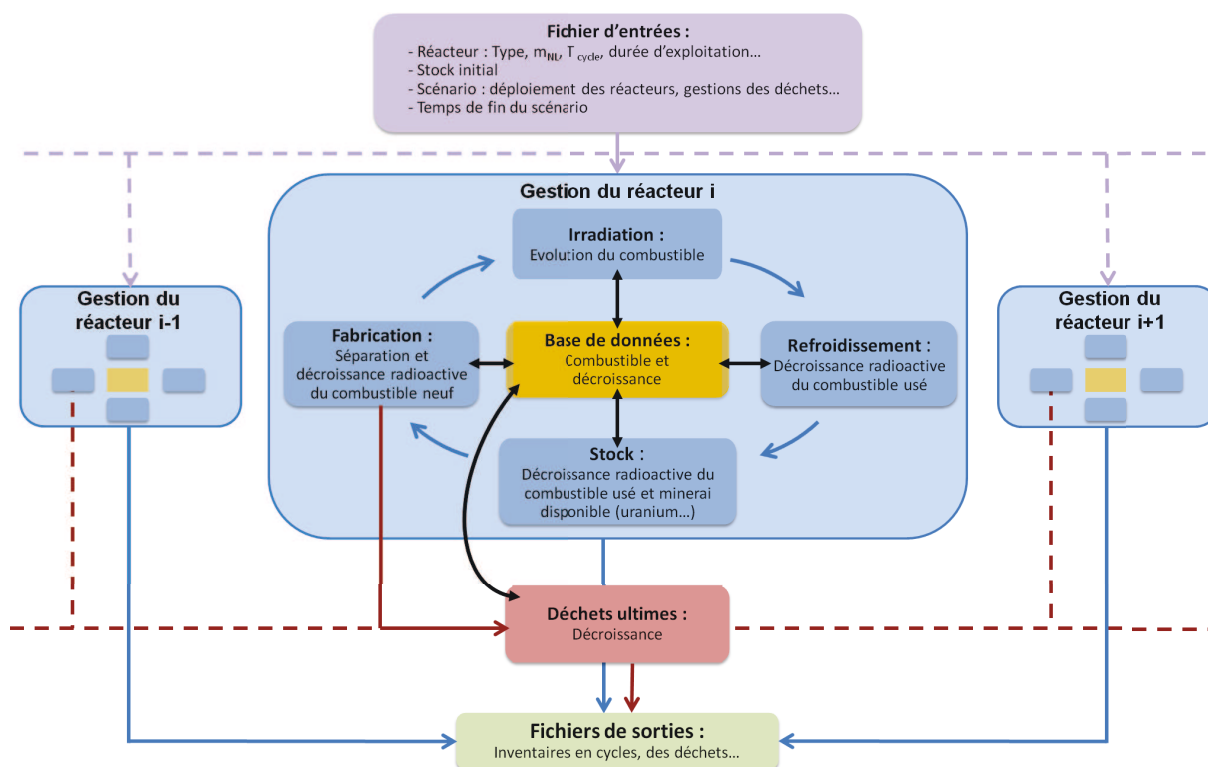 Fichier d'entrées :
- Réacteur : Type, mNL, Tcycle, durée d'exploitation…
- Stock initial
- Scénario : déploiement des réacteurs, gestions des déchets…
- Temps de fin du scénario
Gestion du réacteur i
Irradiation :
Evolution du combustible
Gestion du
réacteur i-1
Fabrication :
Séparation et
décroissance radioactive
du combustible neuf
Base de données :
Combustible et
décroissance
Refroidissement :
Décroissance radioactive
du combustible usé
Gestion du
réacteur i+1
Stock :
Décroissance radioactive du
combustible usé et minerai
disponible (uranium…)
Déchets ultimes :
Décroissance
Fichiers de sorties :
Inventaires en cycles, des déchets…